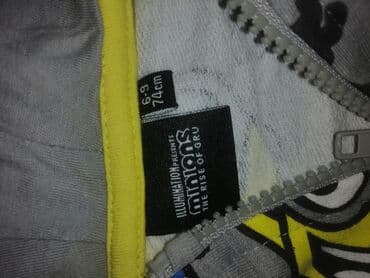 6-9
74cm
ILLUMINATION PRESENTS
MINIONS
THE RISE OF GRU